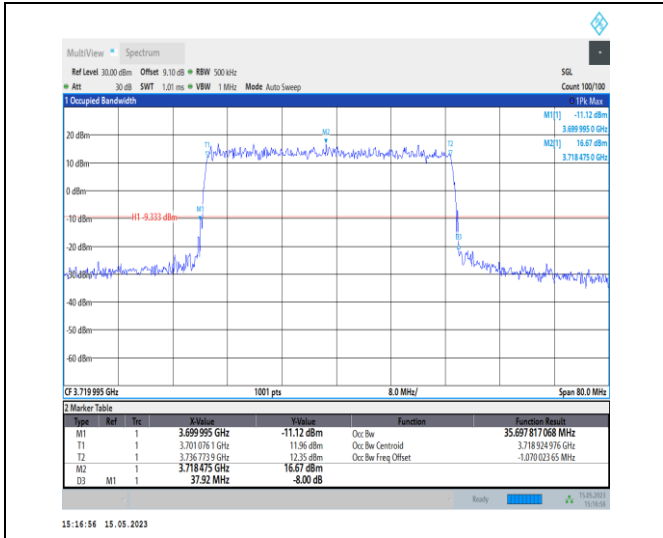 MultiView Spectrum
Ref Level 30.00 dBm Offset 9.10 dB RBW 500 kHz SGL
Att 30 dB SWT 1.01 ms VBW 1 MHz Mode Auto Sweep Count 100/100
1 Occupied Bandwidth 1Pk Max
M1[1] -11.12 dBm
3.699 995 0 GHz
M2[1] 16.67 dBm
3.718 475 0 GHz
20 dBm
M2
T1
T2
10 dBm
0 dBm
M1
-10 dBm
H1 -9.333 dBm
-20 dBm
D3
-30 dBm
-40 dBm
-50 dBm
-60 dBm
CF 3.719 995 GHz 1001 pts 8.0 MHz/ Span 80.0 MHz
2 Marker Table
Type Ref Trc X-Value Y-Value Function Function Result
M1 1 3.699 995 GHz -11.12 dBm Occ Bw 35.697 817 068 MHz
T1 1 3.701 076 1 GHz 11.96 dBm Occ Bw Centroid 3.718 924 976 GHz
T2 1 3.736 773 9 GHz 12.35 dBm Occ Bw Freq Offset -1.070 023 65 MHz
M2 1 3.718 475 GHz 16.67 dBm
D3 M1 1 37.92 MHz -8.00 dB
Ready 15.05.2023
15:16:56
15:16:56 15.05.2023